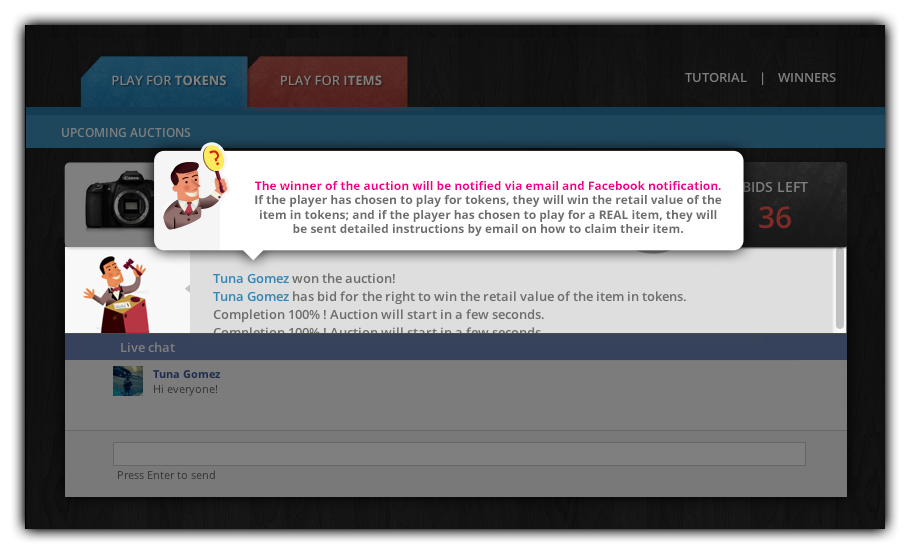 PLAY FOR TOKENS
PLAY FOR ITEMS
TUTORIAL | WINNERS
UPCOMING AUCTIONS
?
The winner of the auction will be notified via email and Facebook notification.
If the player has chosen to play for tokens, they will win the retail value of the
item in tokens; and if the player has chosen to play for a REAL item, they will
be sent detailed instructions by email on how to claim their item.
BIDS LEFT
36
Tuna Gomez won the auction!
Tuna Gomez has bid for the right to win the retail value of the item in tokens.
Completion 100% ! Auction will start in a few seconds.
Completion 100% ! Auction will start in a few seconds.
Live chat
Tuna Gomez
Hi everyone!
Press Enter to send